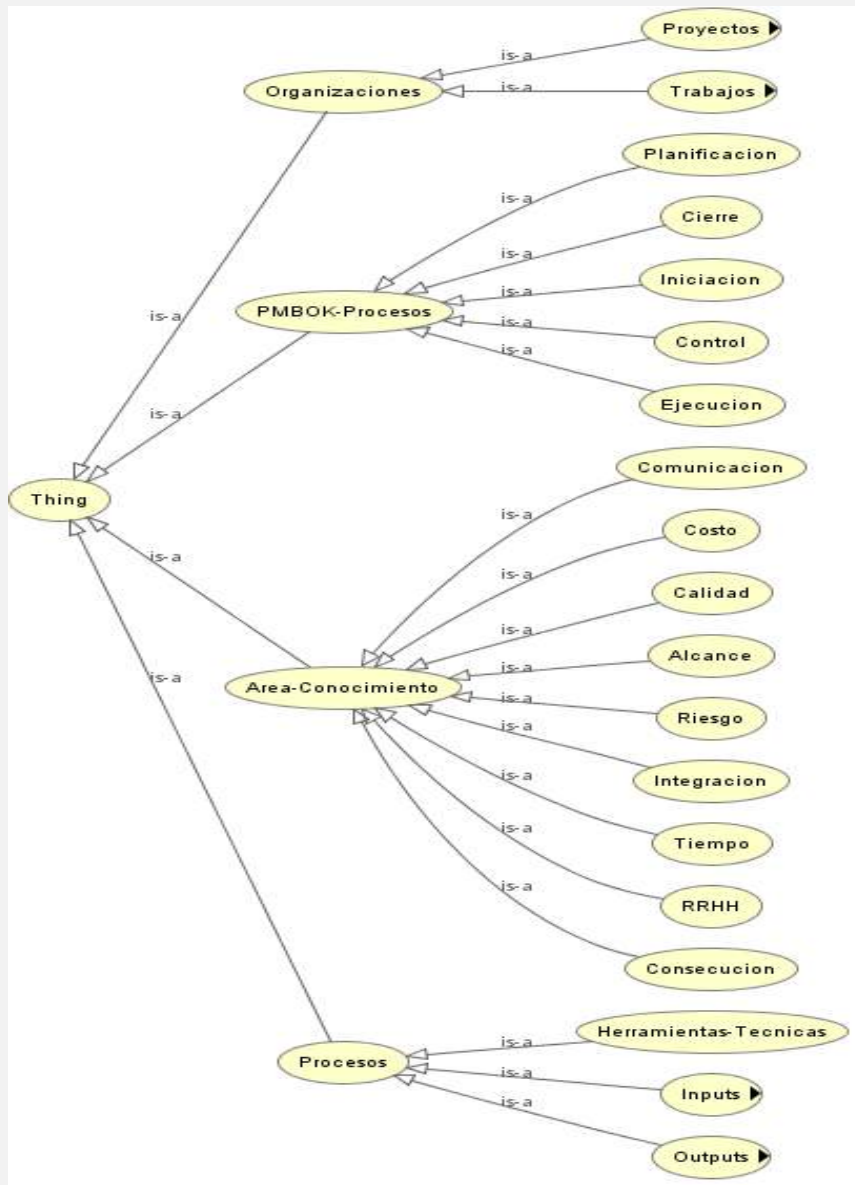 Proyectos
is-a
Organizaciones
is-a
Trabajos
Planificacion
is-a
Cierre
is-a
Iniciacion
is-a
PMBOK-Procesos
is-a
is-a
Control
is-a
Ejecucion
is-a
Comunicacion
Thing
is-a
Costo
is-a
is-a
Calidad
is-a
Alcance
is-a
is-a
Area-Conocimiento
is-a
Riesgo
is-a
Integracion
is-a
Tiempo
is-a
RRHH
is-a
Consecucion
Herramientas-Tecnicas
is-a
Procesos
is-a
Inputs
is-a
Outputs